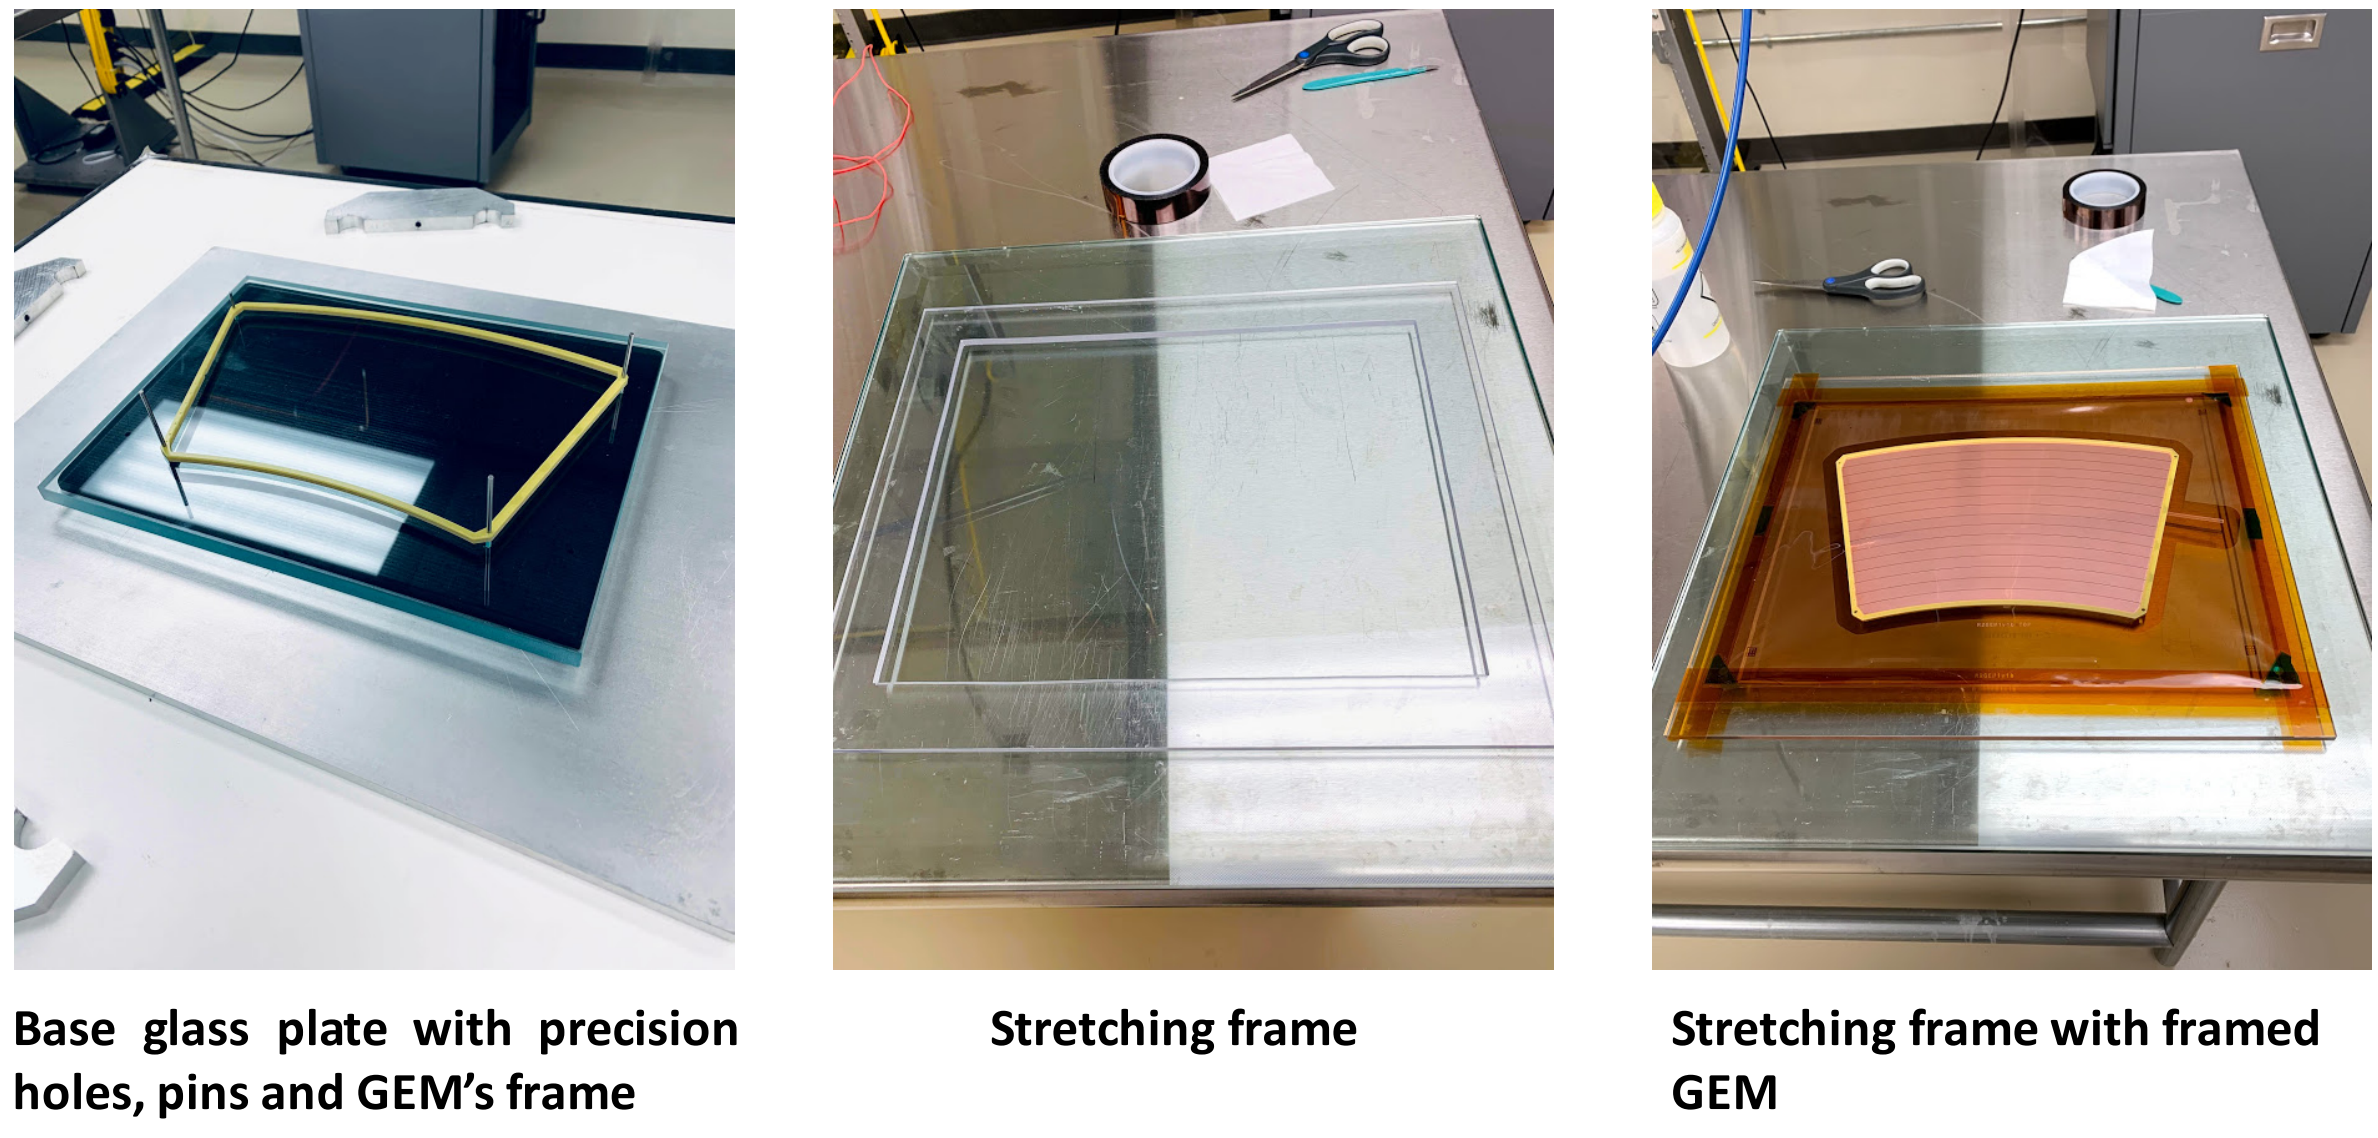 Base glass plate with precision
holes, pins and GEM's frame
Stretching frame
Stretching frame with framed
GEM